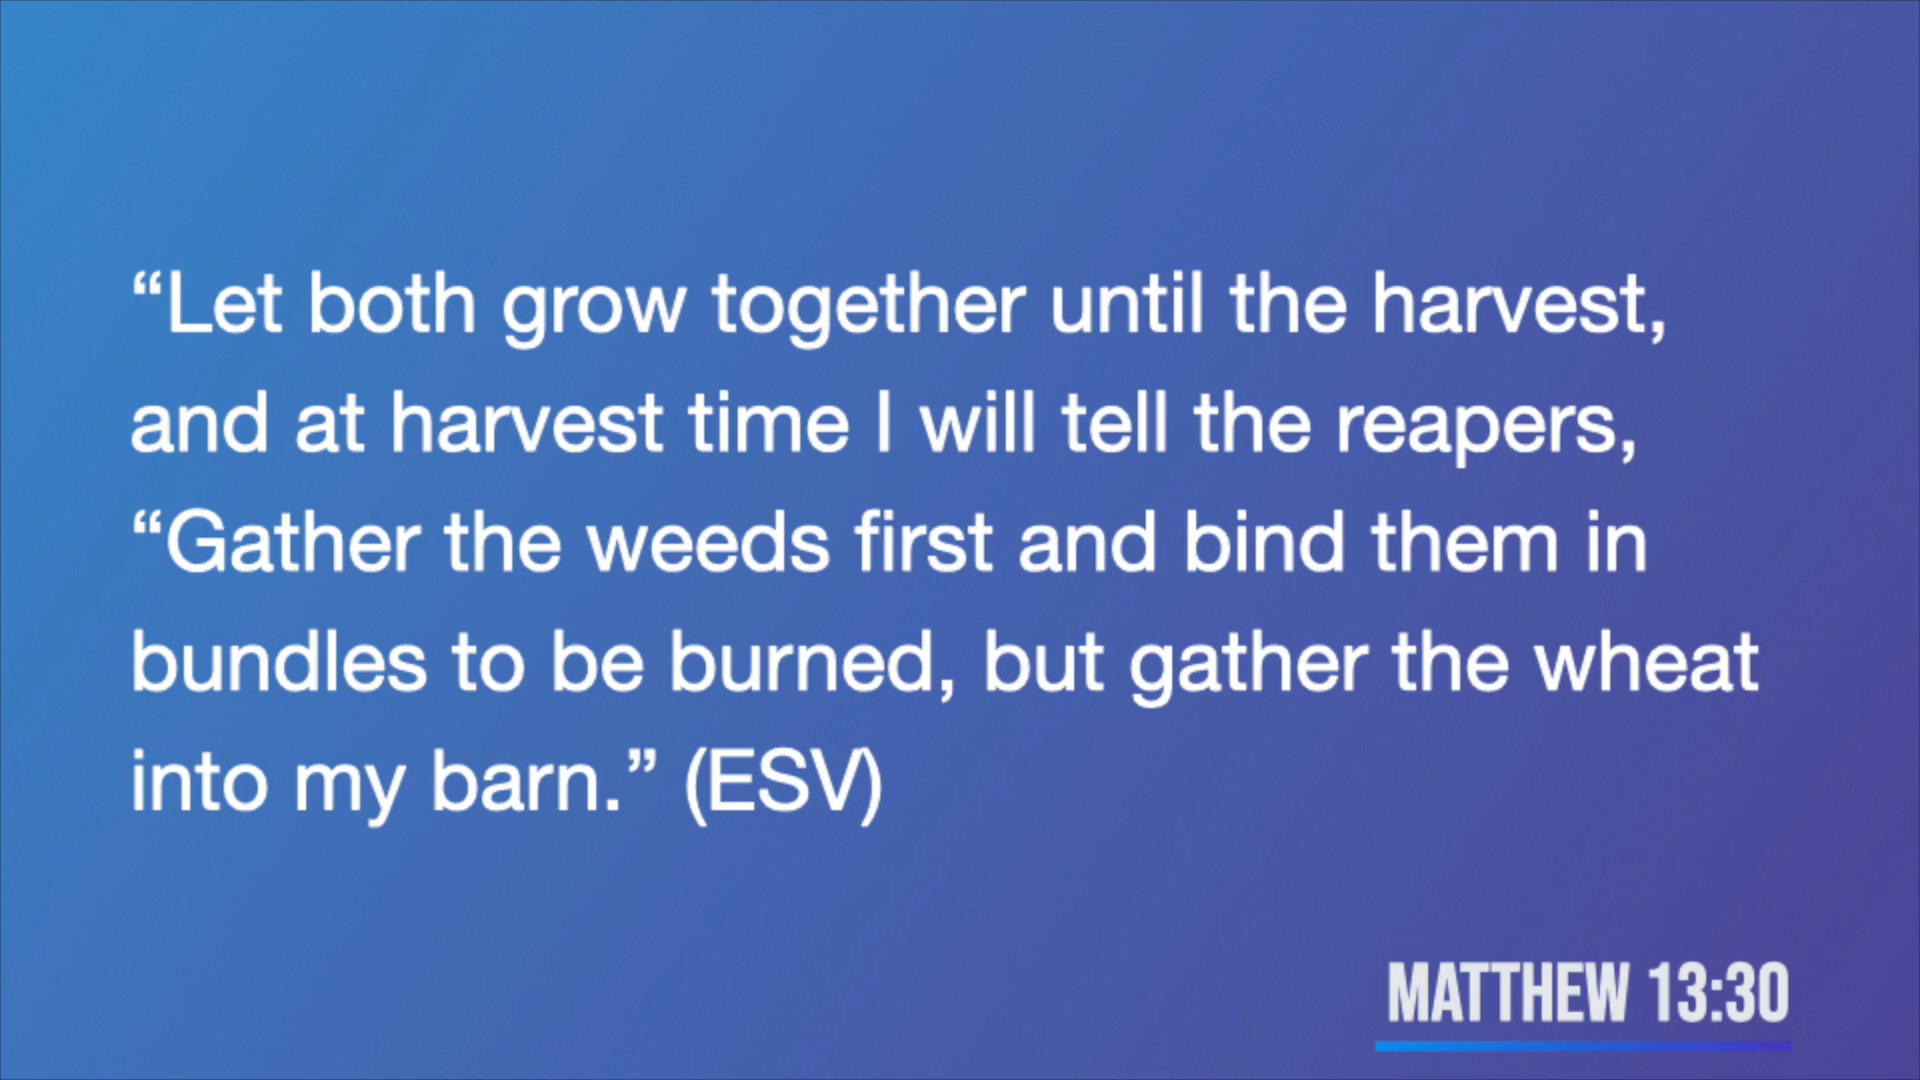 “Let both grow together until the harvest,
and at harvest time I will tell the reapers,
“Gather the weeds first and bind them in
bundles to be burned, but gather the wheat
into my barn.” (ESV)
MATTHEW 13:30